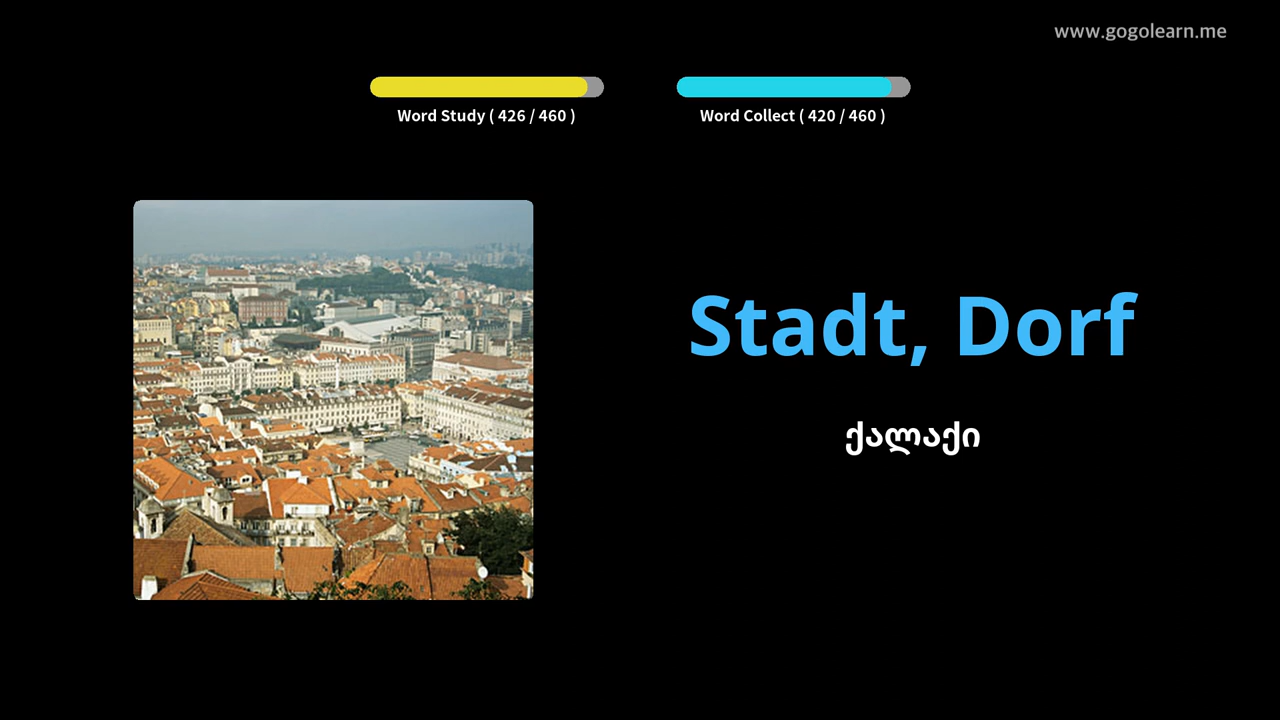 www.gogolearn.me
Word Study ( 426 / 460 )
Word Collect ( 420 / 460 )
Stadt, Dorf
ქალაქი